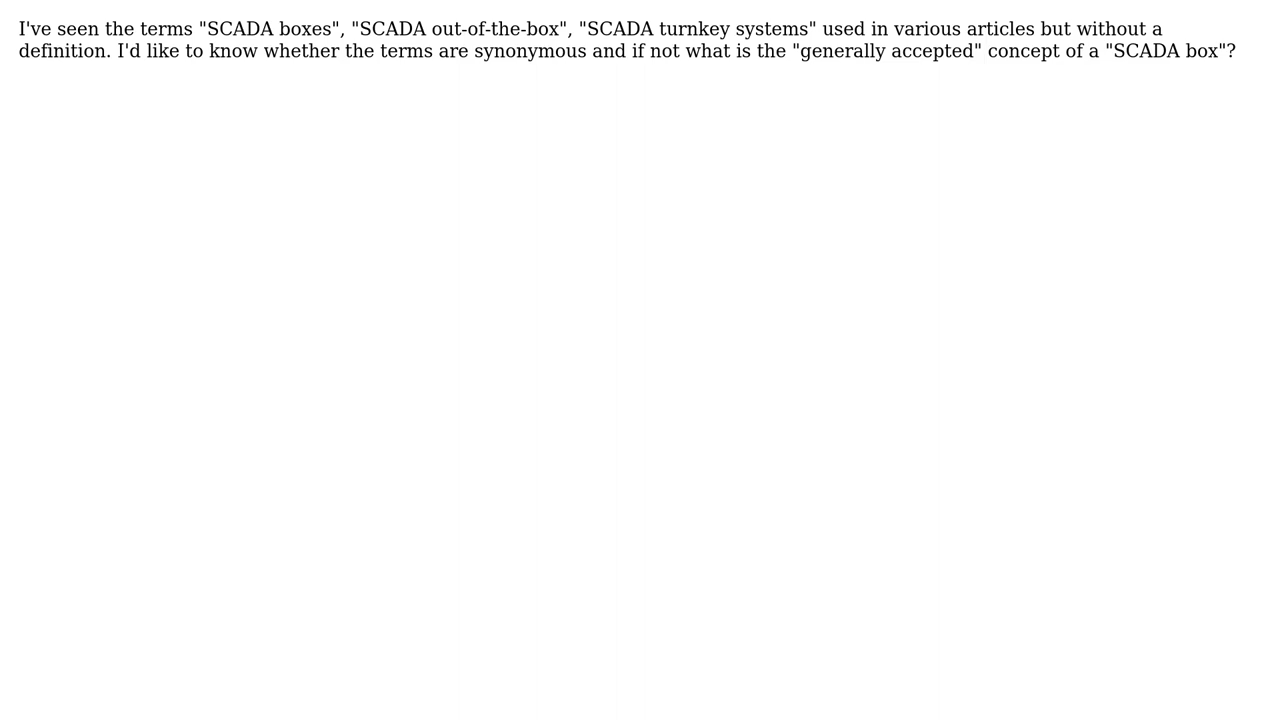 I've seen the terms "SCADA boxes", "SCADA out-of-the-box", "SCADA turnkey systems" used in various articles but without a
definition. I'd like to know whether the terms are synonymous and if not what is the "generally accepted" concept of a "SCADA box"?